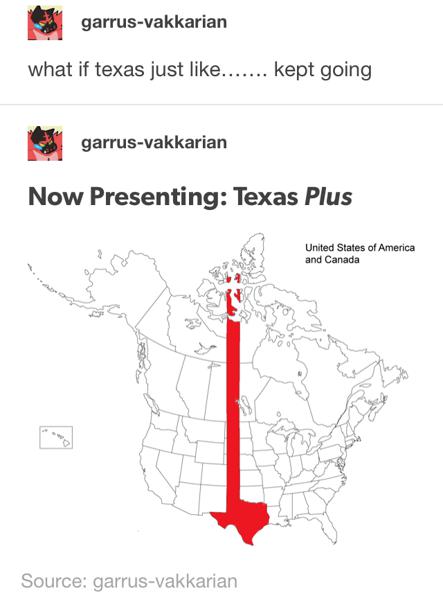 garrus-vakkarian
what if texas just like....... kept going
garrus-vakkarian
Now Presenting: Texas Plus
United States of America
and Canada
Source: garrus-vakkarian